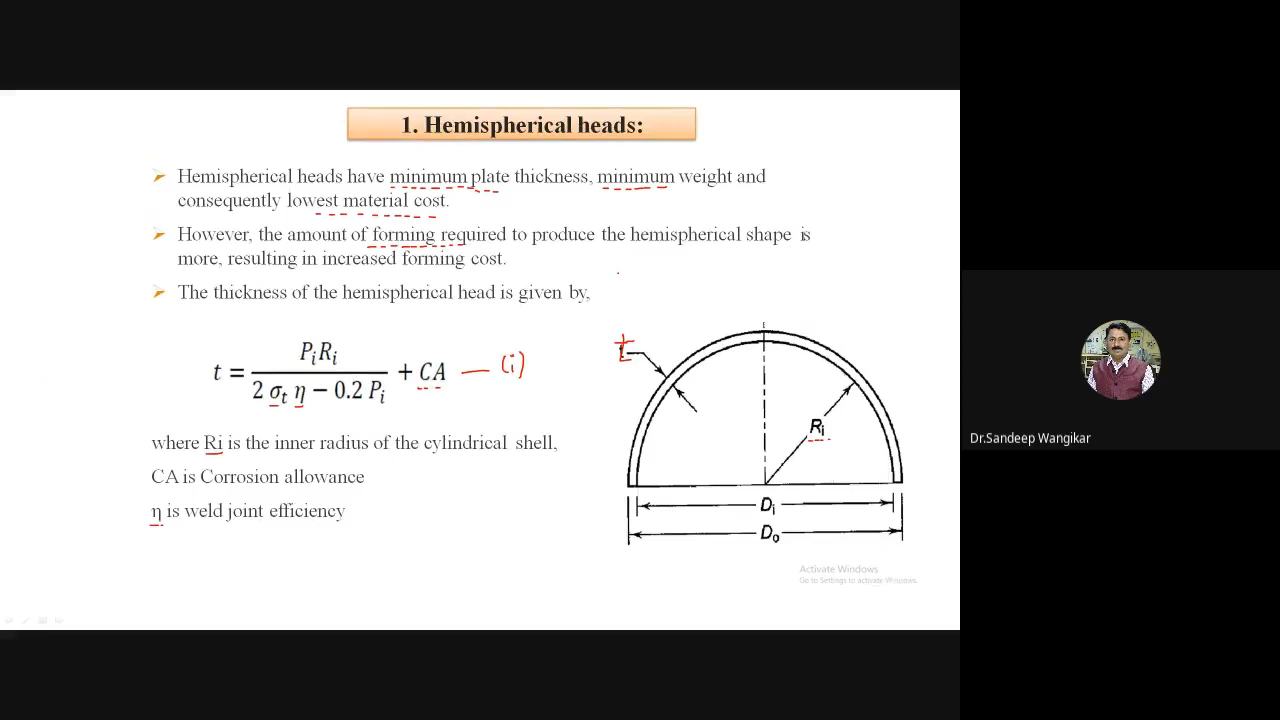 1. Hemispherical heads:
Hemispherical heads have minimum plate thickness, minimum weight and
consequently lowest material cost.
However, the amount of forming required to produce the hemispherical shape is
more, resulting in increased forming cost.
The thickness of the hemispherical head is given by,
t = PᵢRᵢ / (2 σₜ η − 0.2 Pᵢ) + CA — (i)
where Ri is the inner radius of the cylindrical shell,
CA is Corrosion allowance
η is weld joint efficiency
t
Rᵢ
Dᵢ
Dₒ
Activate Windows
Go to Settings to activate Windows.
Dr.Sandeep Wangikar